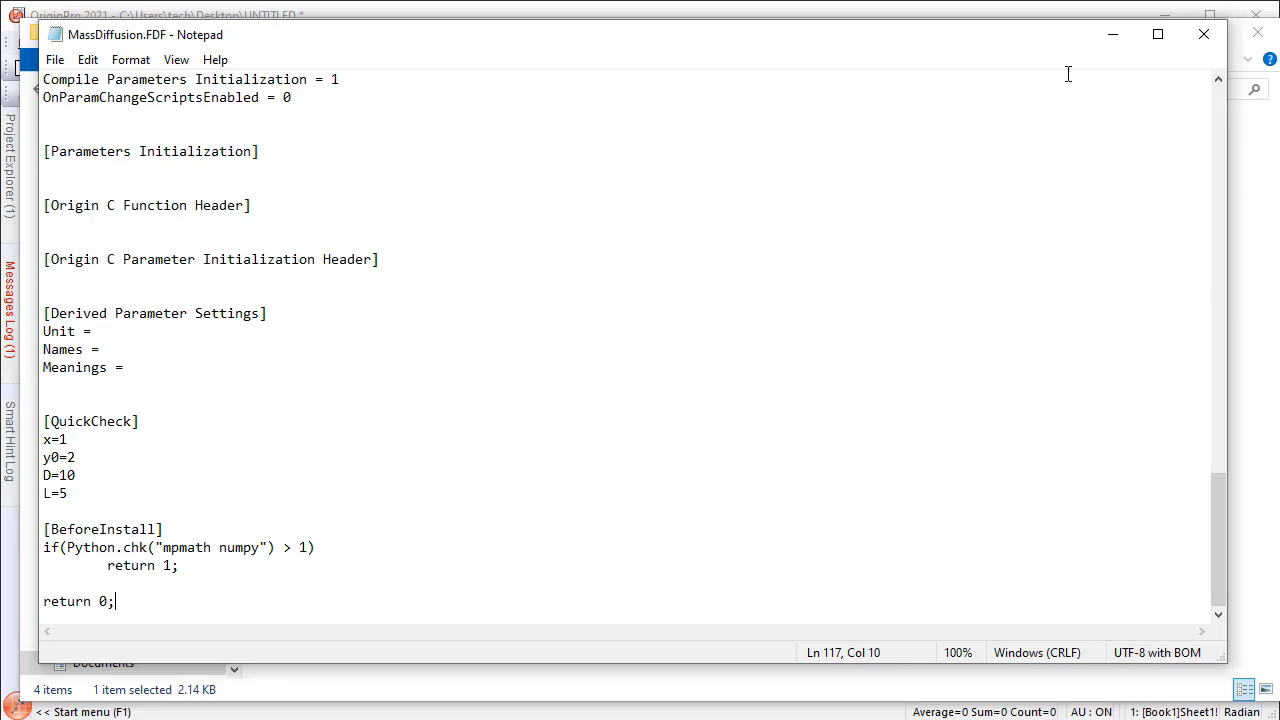 OriginPro 2021 - C:\Users\tech\Desktop\UNTITLED *
MassDiffusion.FDF - Notepad
File Edit Format View Help
Compile Parameters Initialization = 1
OnParamChangeScriptsEnabled = 0
[Parameters Initialization]
[Origin C Function Header]
[Origin C Parameter Initialization Header]
[Derived Parameter Settings]
Unit =
Names =
Meanings =
[QuickCheck]
x=1
y0=2
D=10
L=5
[BeforeInstall]
if(Python.chk("mpmath numpy") > 1)
return 1;
return 0;
Ln 117, Col 10 100% Windows (CRLF) UTF-8 with BOM
Project Explorer (1)
Messages Log (1)
Smart Hint Log
Documents
4 items 1 item selected 2.14 KB
<< Start menu (F1) Average=0 Sum=0 Count=0 AU : ON 1: [Book1]Sheet1! Radian